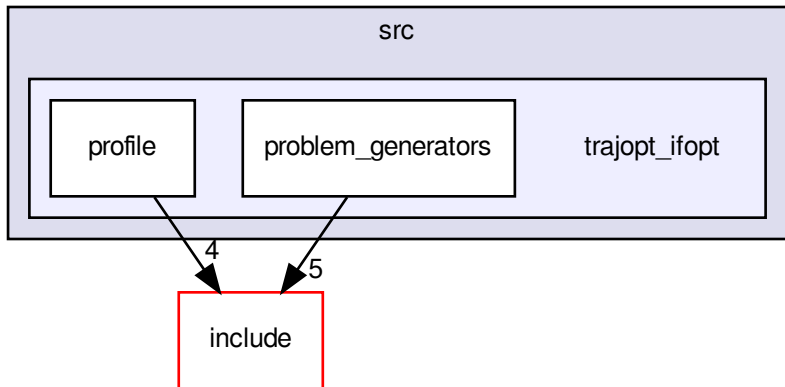 src
profile
problem_generators
trajopt_ifopt
4
5
include